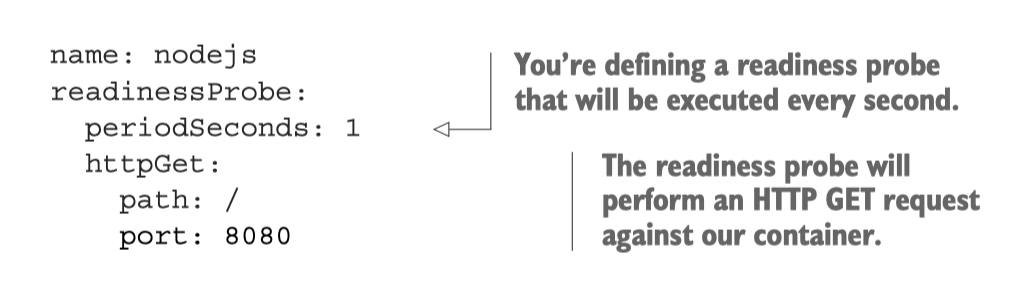 name: nodejs
readinessProbe:
  periodSeconds: 1
  httpGet:
    path: /
    port: 8080
You’re defining a readiness probe
that will be executed every second.
The readiness probe will
perform an HTTP GET request
against our container.